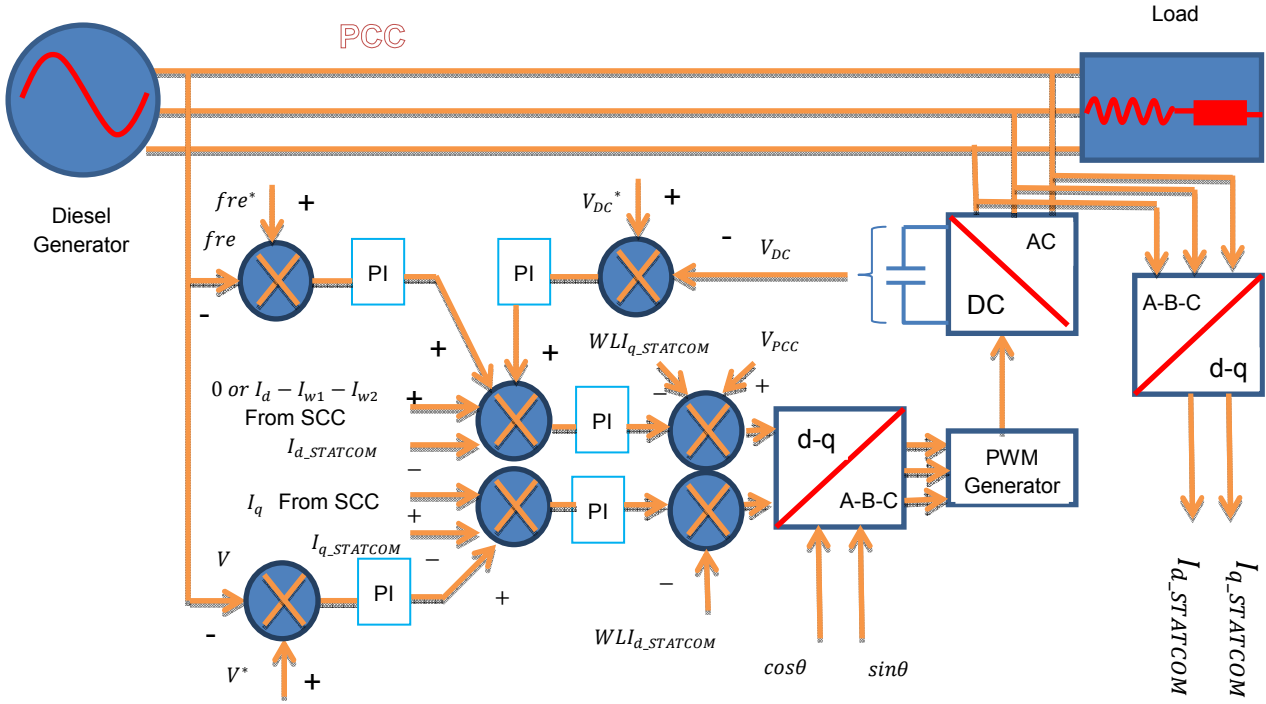 PCC
Load
Diesel
Generator
fre*
+
fre
-
PI
+
V_DC*
+
-
V_DC
PI
+
AC
DC
A-B-C
d-q
0 or I_d − I_w1 − I_w2
From SCC
+
I_d_STATCOM
−
I_q From SCC
+
I_q_STATCOM
−
PI
PI
WLI_q_STATCOM
−
V_PCC
+
d-q
A-B-C
PWM
Generator
V
-
PI
+
V*
+
−
WLI_d_STATCOM
cosθ
sinθ
I_d_STATCOM
I_q_STATCOM